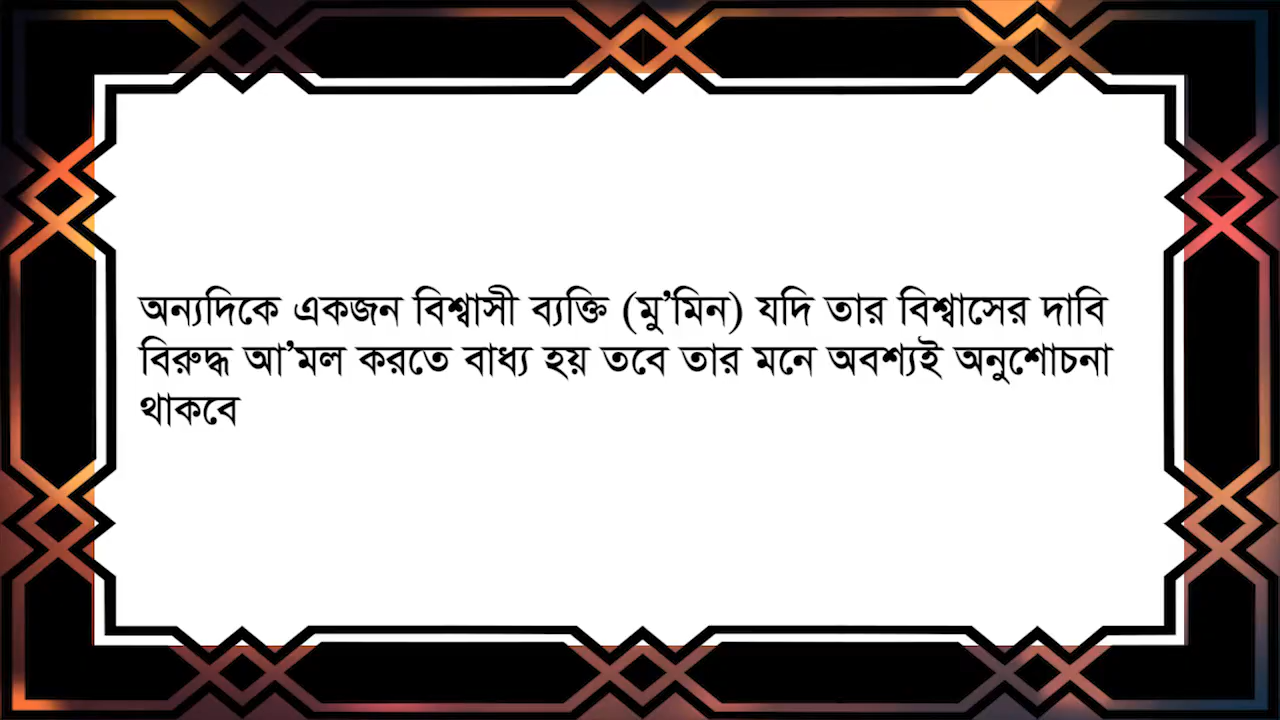 অন্যদিকে একজন বিশ্বাসী ব্যক্তি (মু’মিন) যদি তার বিশ্বাসের দাবি
বিরুদ্ধ আ’মল করতে বাধ্য হয় তবে তার মনে অবশ্যই অনুশোচনা
থাকবে